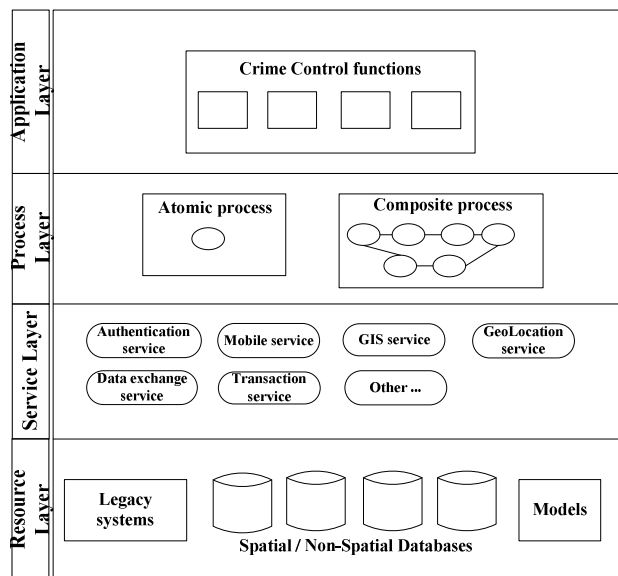 Application
Layer
Crime Control functions
Process
Layer
Atomic process
Composite process
Service Layer
Authentication
service
Mobile service
GIS service
GeoLocation
service
Data exchange
service
Transaction
service
Other ...
Resource
Layer
Legacy
systems
Models
Spatial / Non-Spatial Databases